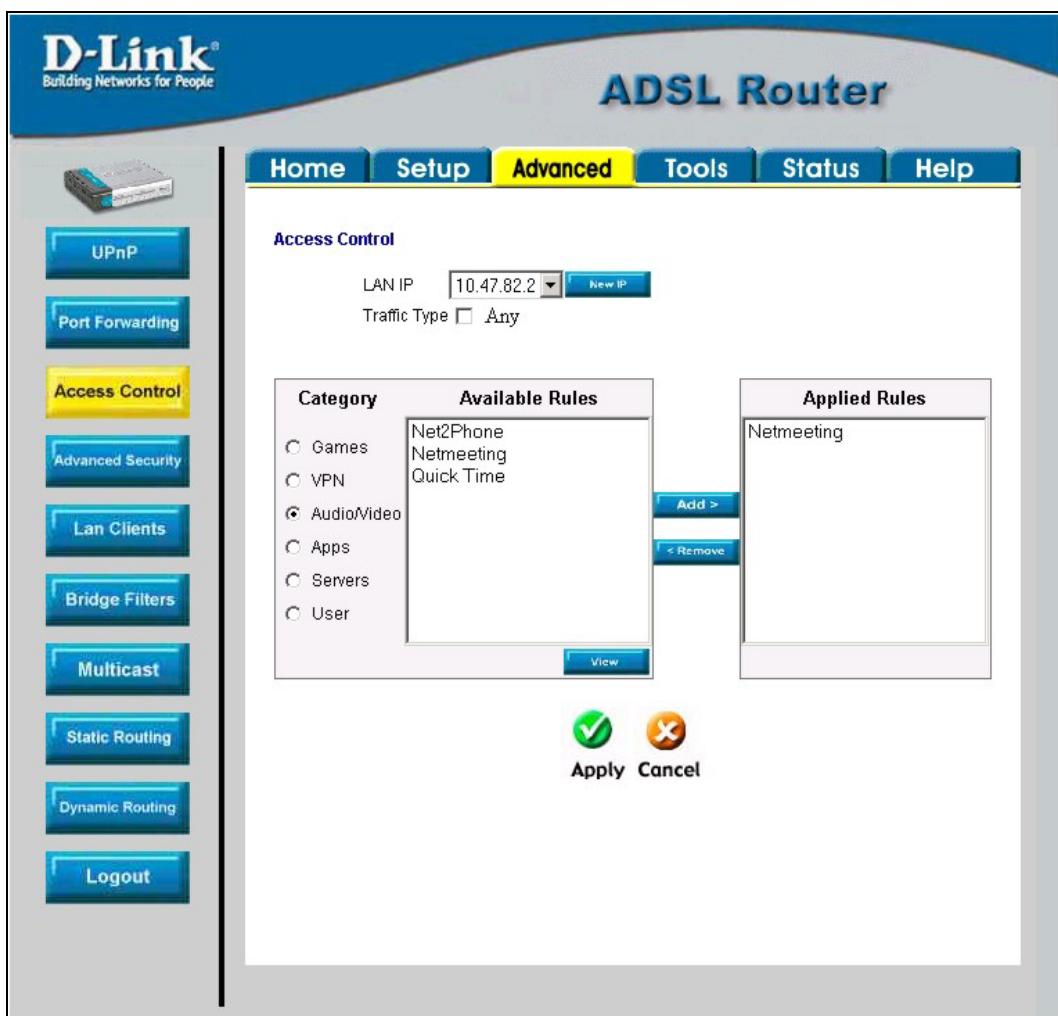 D-Link®
Building Networks for People
ADSL Router
Home Setup Advanced Tools Status Help
UPnP
Port Forwarding
Access Control
Advanced Security
Lan Clients
Bridge Filters
Multicast
Static Routing
Dynamic Routing
Logout
Access Control
LAN IP 10.47.82.2 New IP
Traffic Type Any
Category Available Rules
Games
VPN
Audio/Video
Apps
Servers
User
Net2Phone
Netmeeting
Quick Time
View
Add >
< Remove
Applied Rules
Netmeeting
Apply Cancel